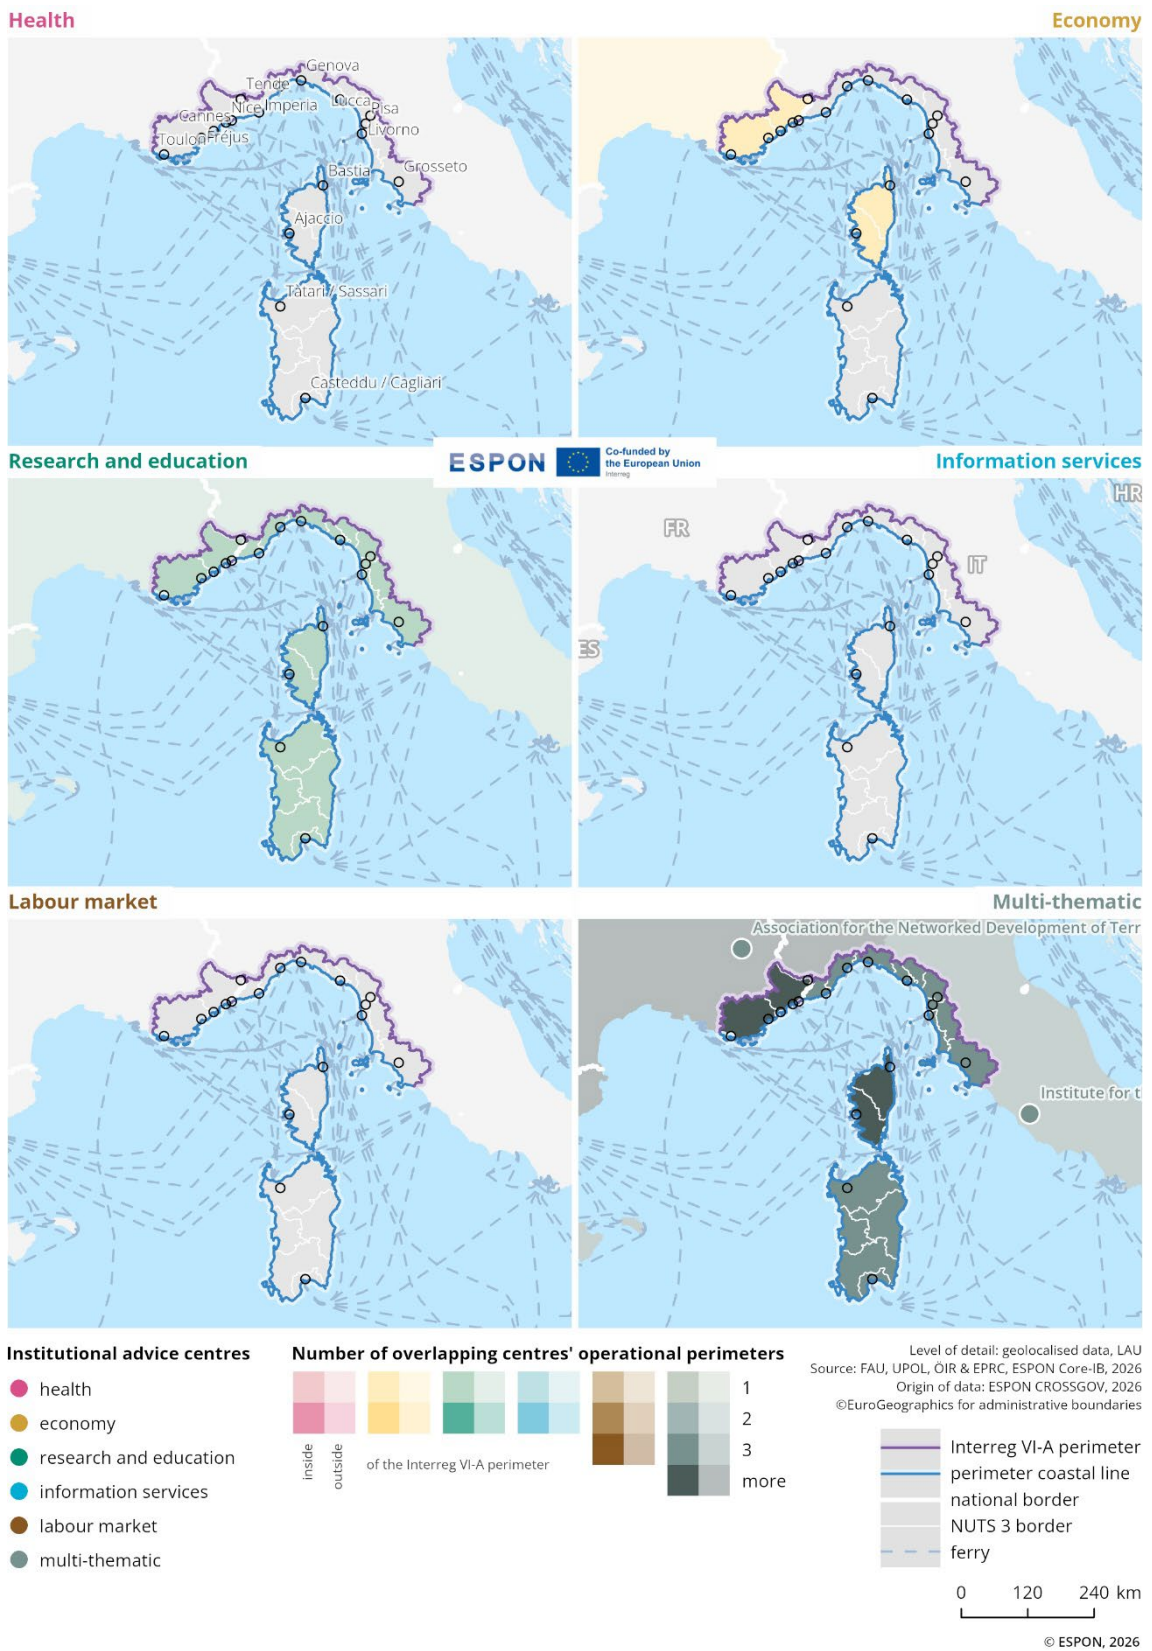 Health
Economy
Genova
Tende
Nice
Imperia
Lucca
Pisa
Cannes
Livorno
Toulon
Fréjus
Bastia
Grosseto
Ajaccio
Tàtari / Sassari
Casteddu / Cagliari
Research and education
ESPON
Co-funded by
the European Union
Interreg
Information services
FR
HR
IT
ES
Labour market
Multi-thematic
Association for the Networked Development of Terr
Institute for t
Institutional advice centres
health
economy
research and education
information services
labour market
multi-thematic
Number of overlapping centres' operational perimeters
1
2
3
more
inside
outside
of the Interreg VI-A perimeter
Level of detail: geolocalised data, LAU
Source: FAU, UPOL, ÖIR & EPRC, ESPON Core-IB, 2026
Origin of data: ESPON CROSSGOV, 2026
©EuroGeographics for administrative boundaries
Interreg VI-A perimeter
perimeter coastal line
national border
NUTS 3 border
ferry
0 120 240 km
© ESPON, 2026